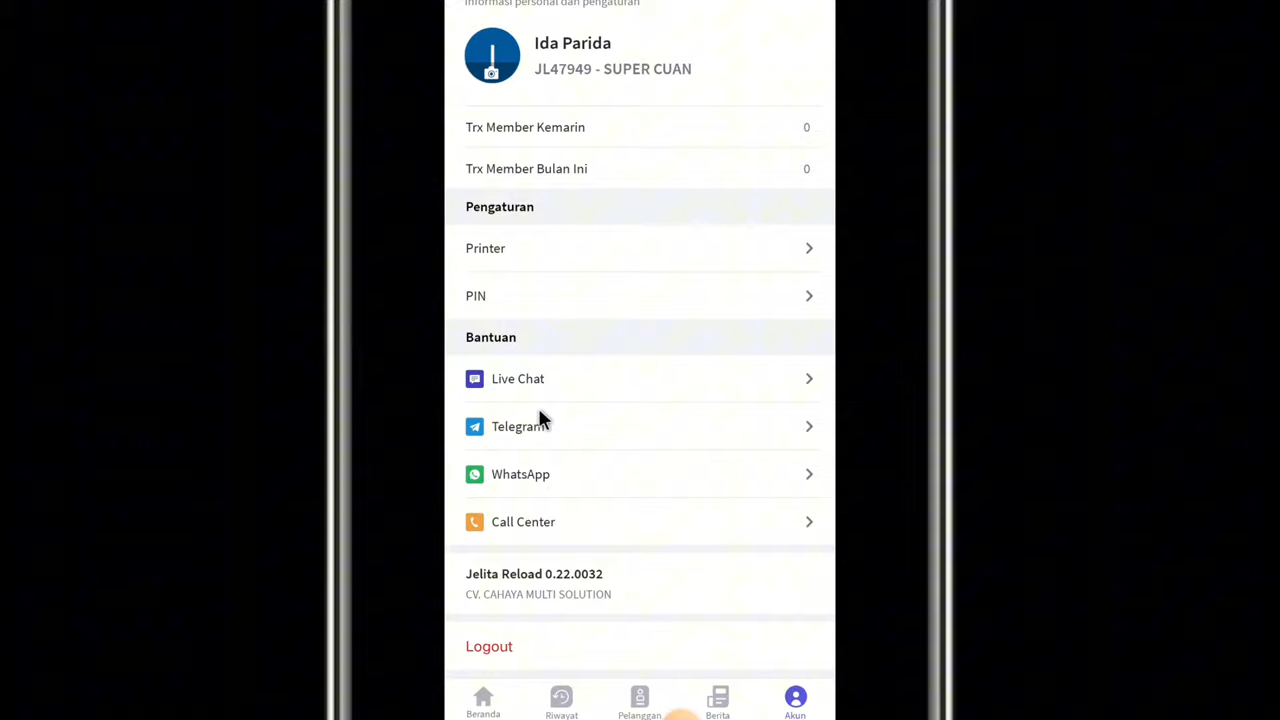 Informasi personal dan pengaturan
Ida Parida
JL47949 - SUPER CUAN
Trx Member Kemarin 0
Trx Member Bulan Ini 0
Pengaturan
Printer
PIN
Bantuan
Live Chat
Telegram
WhatsApp
Call Center
Jelita Reload 0.22.0032
CV. CAHAYA MULTI SOLUTION
Logout
Beranda Riwayat Pelanggan Berita Akun